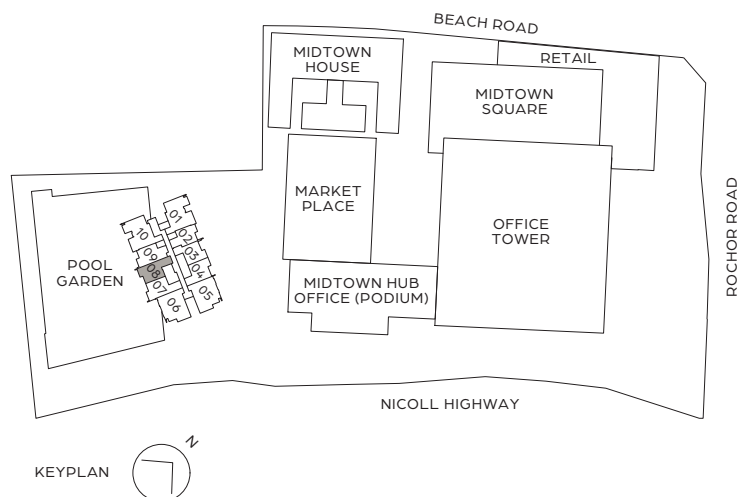 BEACH ROAD
MIDTOWN
HOUSE
RETAIL
MIDTOWN
SQUARE
ROCHOR ROAD
MARKET
PLACE
OFFICE
TOWER
01
02
03
04
05
10
09
08
07
06
POOL
GARDEN
MIDTOWN HUB
OFFICE (PODIUM)
NICOLL HIGHWAY
N
KEYPLAN